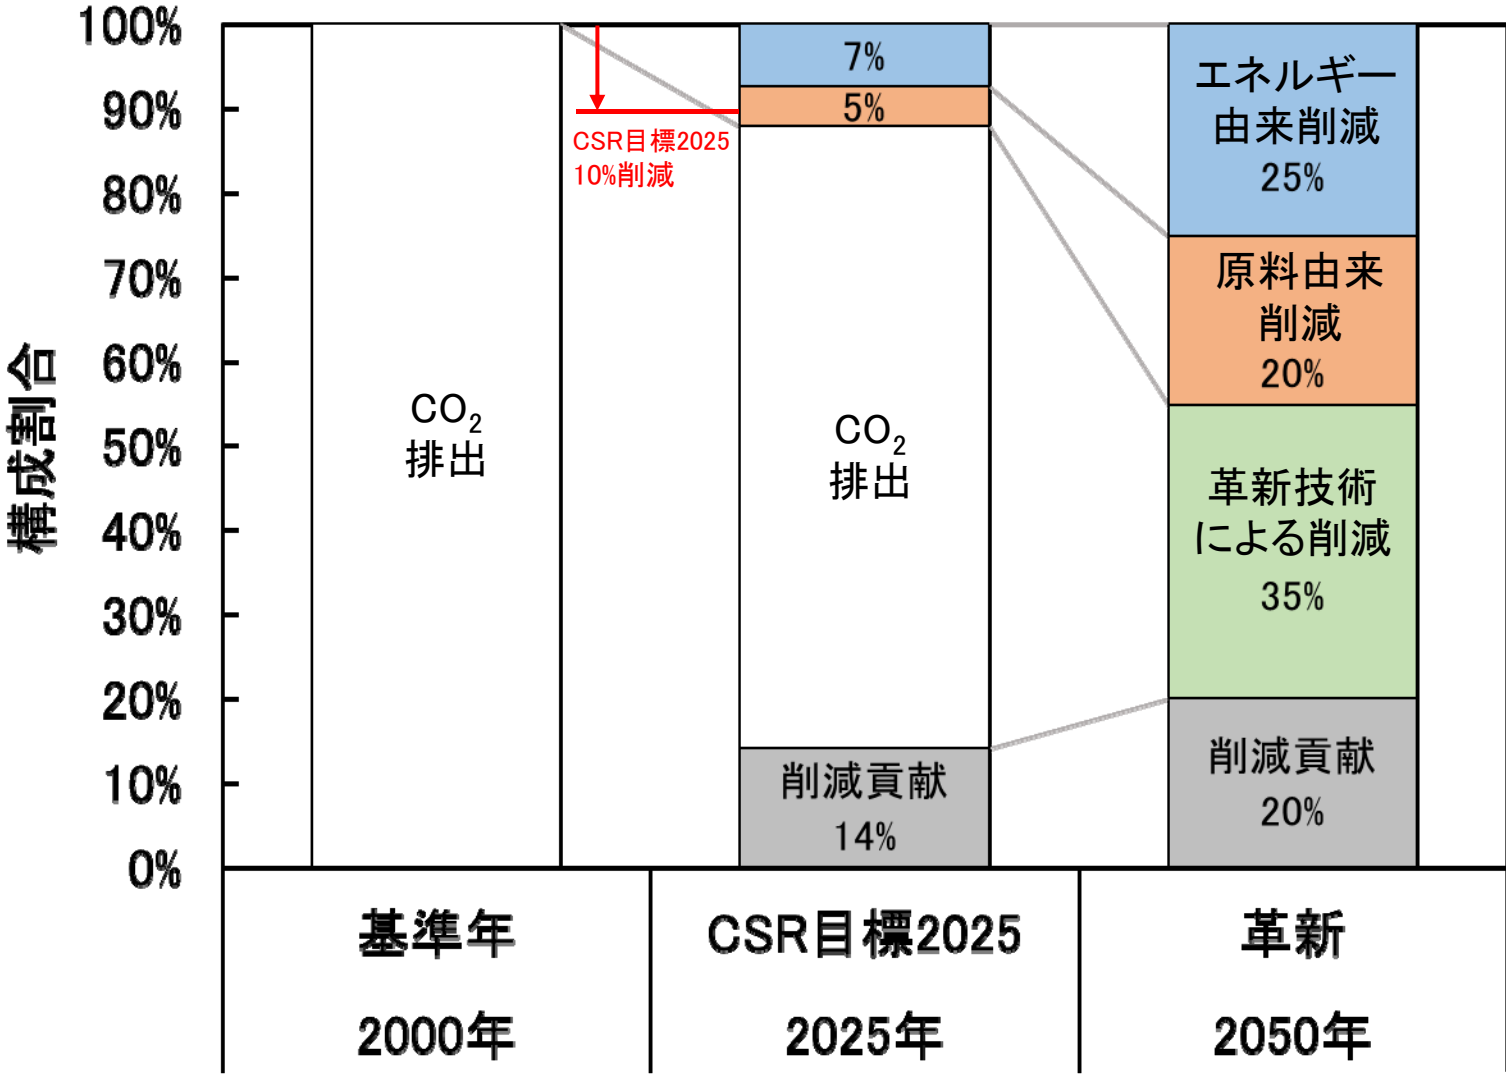 構成割合
100%
90%
80%
70%
60%
50%
40%
30%
20%
10%
0%
CO₂
排出
CSR目標2025
10%削減
7%
5%
CO₂
排出
削減貢献
14%
エネルギー
由来削減
25%
原料由来
削減
20%
革新技術
による削減
35%
削減貢献
20%
基準年
2000年
CSR目標2025
2025年
革新
2050年